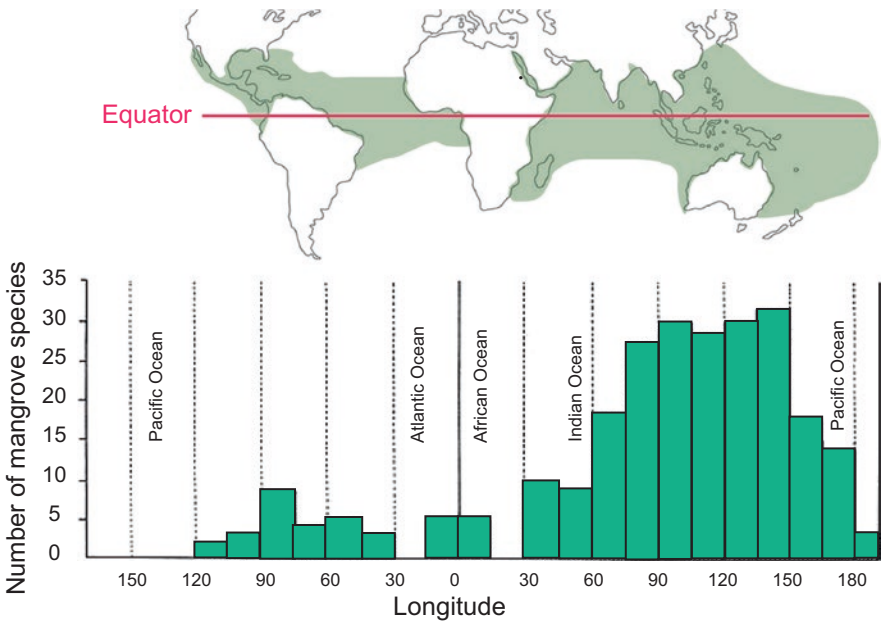 Equator
Number of mangrove species
35
30
25
20
15
10
5
0
Pacific Ocean
Atlantic Ocean
African Ocean
Indian Ocean
Pacific Ocean
150 120 90 60 30 0 30 60 90 120 150 180
Longitude